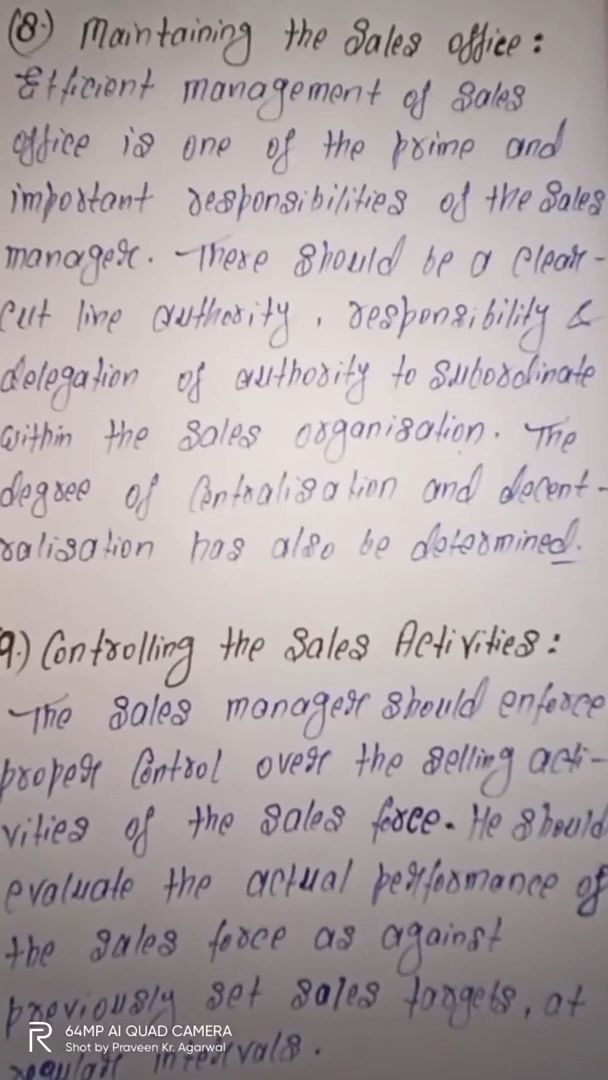 (8.) Maintaining the Sales office :
Efficient management of Sales
office is one of the prime and
important responsibilities of the Sales
manager. There should be a Clear-
Cut line authority, responsibility &
delegation of authority to Subordinate
within the Sales organisation. The
degree of Centralisation and decent-
ralisation has also be determined.
9.) Controlling the Sales Activities :
The Sales manager should enforce
proper Control over the selling acti-
vities of the Sales force. He Should
evaluate the actual performance of
the Sales force as against
previously set sales targets, at
regular intervals.
64MP AI QUAD CAMERA
Shot by Praveen Kr. Agarwal